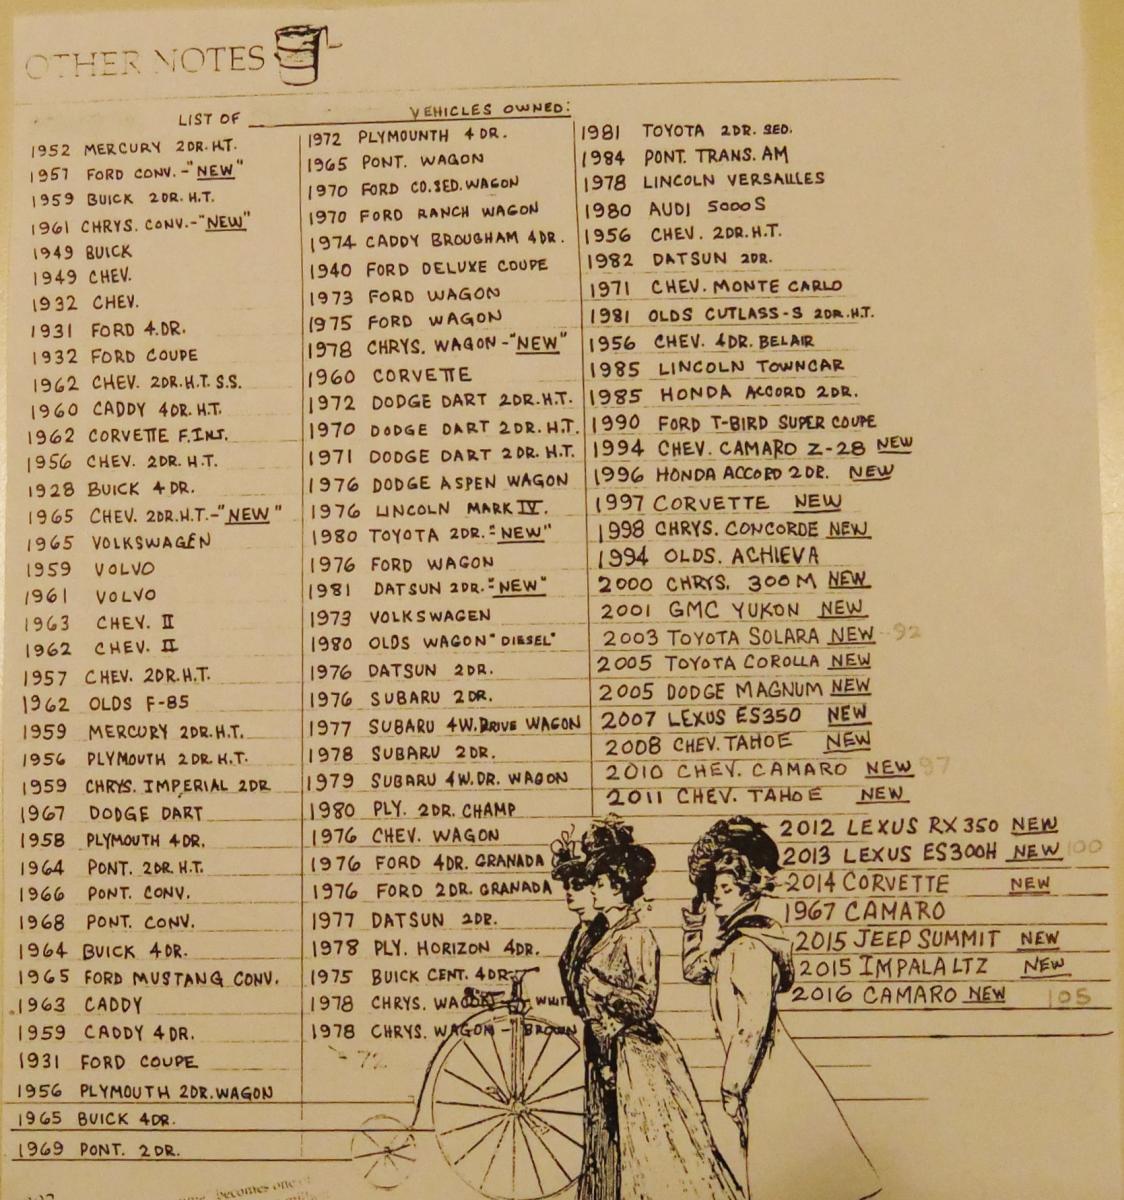 OTHER NOTES
LIST OF VEHICLES OWNED:
1952 MERCURY 2DR. H.T.
1957 FORD CONV. - "NEW"
1959 BUICK 2DR. H.T.
1961 CHRYS. CONV. - "NEW"
1949 BUICK
1949 CHEV.
1932 CHEV.
1931 FORD 4.DR.
1932 FORD COUPE
1962 CHEV. 2DR.H.T. S.S.
1960 CADDY 4DR. H.T.
1962 CORVETTE F.INJ.
1956 CHEV. 2DR. H.T.
1928 BUICK 4DR.
1965 CHEV. 2DR.H.T. - "NEW"
1965 VOLKSWAGEN
1959 VOLVO
1961 VOLVO
1963 CHEV. II
1962 CHEV. II
1957 CHEV. 2DR.H.T.
1962 OLDS F-85
1959 MERCURY 2DR.H.T.
1956 PLYMOUTH 2DR H.T.
1959 CHRYS. IMPERIAL 2DR
1967 DODGE DART
1958 PLYMOUTH 4DR.
1964 PONT. 2DR. H.T.
1966 PONT. CONV.
1968 PONT. CONV.
1964 BUICK 4DR.
1965 FORD MUSTANG CONV.
1963 CADDY
1959 CADDY 4DR.
1931 FORD COUPE
1956 PLYMOUTH 2DR.WAGON
1965 BUICK 4DR.
1969 PONT. 2DR.
1972 PLYMOUNTH 4DR.
1965 PONT. WAGON
1970 FORD CO.SED.WAGON
1970 FORD RANCH WAGON
1974 CADDY BROUGHAM 4DR.
1940 FORD DELUXE COUPE
1973 FORD WAGON
1975 FORD WAGON
1978 CHRYS. WAGON - "NEW"
1960 CORVETTE
1972 DODGE DART 2DR.H.T.
1970 DODGE DART 2DR. H.T.
1971 DODGE DART 2DR. H.T.
1976 DODGE ASPEN WAGON
1976 LINCOLN MARK IV.
1980 TOYOTA 2DR. - "NEW"
1976 FORD WAGON
1981 DATSUN 2DR. - "NEW"
1973 VOLKSWAGEN
1980 OLDS WAGON "DIESEL"
1976 DATSUN 2DR.
1976 SUBARU 2DR.
1977 SUBARU 4W.DRIVE WAGON
1978 SUBARU 2DR.
1979 SUBARU 4W.DR. WAGON
1980 PLY. 2DR. CHAMP
1976 CHEV. WAGON
1976 FORD 4DR. GRANADA
1976 FORD 2DR. GRANADA
1977 DATSUN 2DR.
1978 PLY. HORIZON 4DR.
1975 BUICK CENT. 4DR.
1978 CHRYS. WAGON
1978 CHRYS. WAGON - BROWN
72
1981 TOYOTA 2DR. SED.
1984 PONT. TRANS. AM
1978 LINCOLN VERSAILLES
1980 AUDI 5000 S
1956 CHEV. 2DR.H.T.
1982 DATSUN 2DR.
1971 CHEV. MONTE CARLO
1981 OLDS CUTLASS-S 2DR.H.T.
1956 CHEV. 4DR. BELAIR
1985 LINCOLN TOWNCAR
1985 HONDA ACCORD 2DR.
1990 FORD T-BIRD SUPER COUPE
1994 CHEV. CAMARO Z-28 NEW
1996 HONDA ACCORD 2DR. NEW
1997 CORVETTE NEW
1998 CHRYS. CONCORDE NEW
1994 OLDS. ACHIEVA
2000 CHRYS. 300M NEW
2001 GMC YUKON NEW
2003 TOYOTA SOLARA NEW 92
2005 TOYOTA COROLLA NEW
2005 DODGE MAGNUM NEW
2007 LEXUS ES350 NEW
2008 CHEV. TAHOE NEW
2010 CHEV. CAMARO NEW 97
2011 CHEV. TAHOE NEW
2012 LEXUS RX 350 NEW
2013 LEXUS ES300H NEW 100
2014 CORVETTE NEW
1967 CAMARO
2015 JEEP SUMMIT NEW
2015 IMPALA LTZ NEW
2016 CAMARO NEW 105
becomes one of